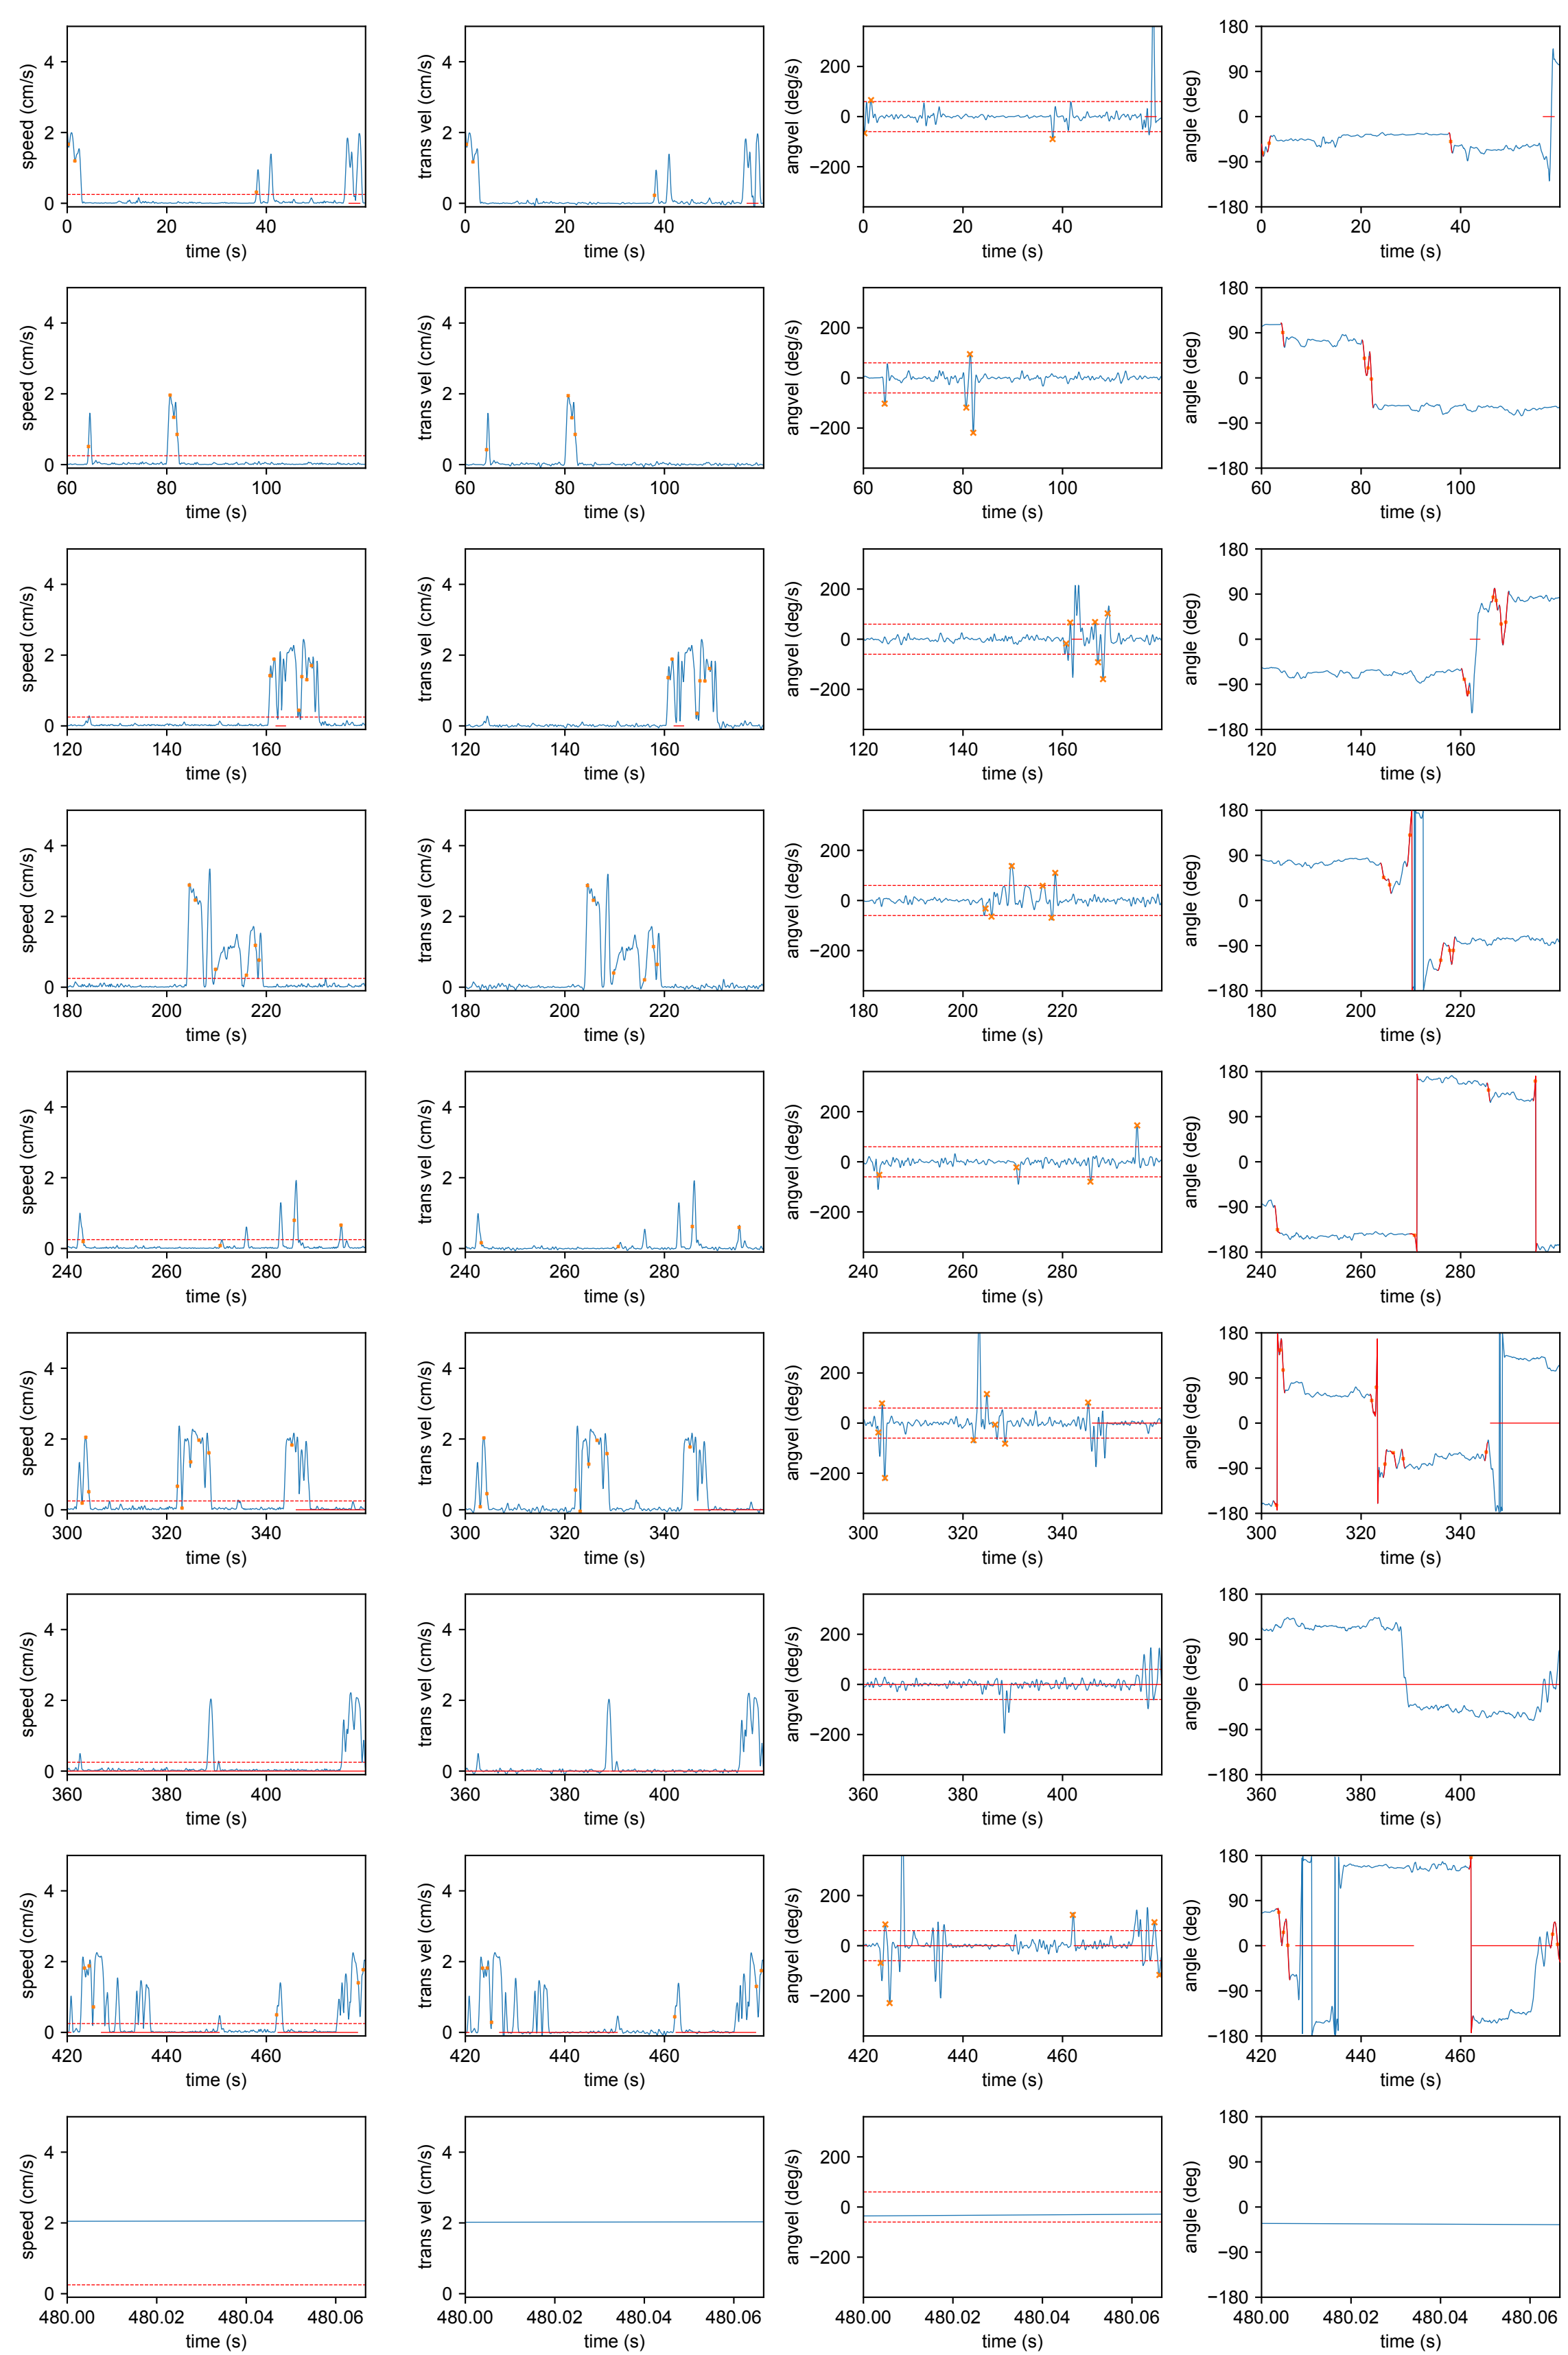 speed (cm/s)
4
2
0
0 20 40
time (s)
trans vel (cm/s)
4
2
0
0 20 40
time (s)
angvel (deg/s)
200
0
−200
0 20 40
time (s)
angle (deg)
180
90
0
−90
−180
0 20 40
time (s)
speed (cm/s)
4
2
0
60 80 100
time (s)
trans vel (cm/s)
4
2
0
60 80 100
time (s)
angvel (deg/s)
200
0
−200
60 80 100
time (s)
angle (deg)
180
90
0
−90
−180
60 80 100
time (s)
speed (cm/s)
4
2
0
120 140 160
time (s)
trans vel (cm/s)
4
2
0
120 140 160
time (s)
angvel (deg/s)
200
0
−200
120 140 160
time (s)
angle (deg)
180
90
0
−90
−180
120 140 160
time (s)
speed (cm/s)
4
2
0
180 200 220
time (s)
trans vel (cm/s)
4
2
0
180 200 220
time (s)
angvel (deg/s)
200
0
−200
180 200 220
time (s)
angle (deg)
180
90
0
−90
−180
180 200 220
time (s)
speed (cm/s)
4
2
0
240 260 280
time (s)
trans vel (cm/s)
4
2
0
240 260 280
time (s)
angvel (deg/s)
200
0
−200
240 260 280
time (s)
angle (deg)
180
90
0
−90
−180
240 260 280
time (s)
speed (cm/s)
4
2
0
300 320 340
time (s)
trans vel (cm/s)
4
2
0
300 320 340
time (s)
angvel (deg/s)
200
0
−200
300 320 340
time (s)
angle (deg)
180
90
0
−90
−180
300 320 340
time (s)
speed (cm/s)
4
2
0
360 380 400
time (s)
trans vel (cm/s)
4
2
0
360 380 400
time (s)
angvel (deg/s)
200
0
−200
360 380 400
time (s)
angle (deg)
180
90
0
−90
−180
360 380 400
time (s)
speed (cm/s)
4
2
0
420 440 460
time (s)
trans vel (cm/s)
4
2
0
420 440 460
time (s)
angvel (deg/s)
200
0
−200
420 440 460
time (s)
angle (deg)
180
90
0
−90
−180
420 440 460
time (s)
speed (cm/s)
4
2
0
480.00 480.02 480.04 480.06
time (s)
trans vel (cm/s)
4
2
0
480.00 480.02 480.04 480.06
time (s)
angvel (deg/s)
200
0
−200
480.00 480.02 480.04 480.06
time (s)
angle (deg)
180
90
0
−90
−180
480.00 480.02 480.04 480.06
time (s)